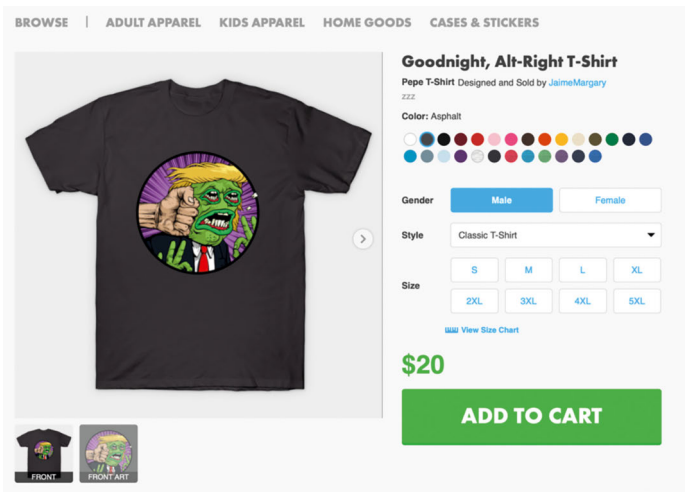 BROWSE | ADULT APPAREL KIDS APPAREL HOME GOODS CASES & STICKERS
Goodnight, Alt-Right T-Shirt
Pepe T-Shirt Designed and Sold by JaimeMargary
zzz
Color: Asphalt
Gender Male Female
Style Classic T-Shirt
Size
S M L XL
2XL 3XL 4XL 5XL
View Size Chart
$20
ADD TO CART
FRONT FRONT ART